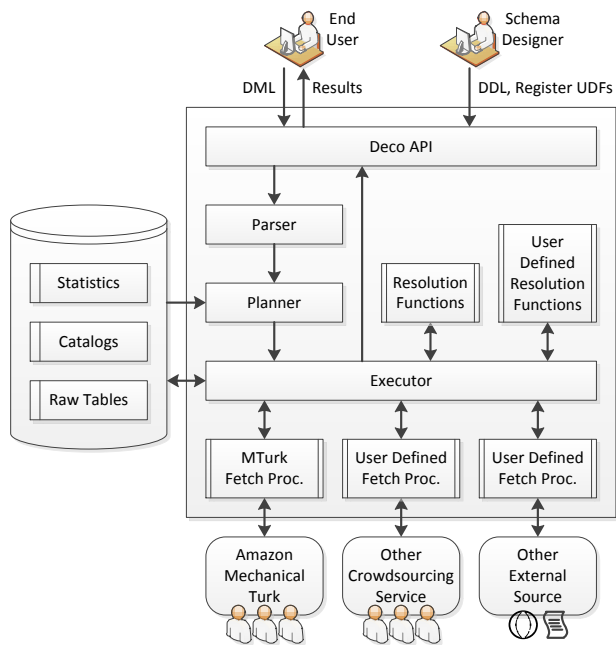 End
User
Schema
Designer
DML
Results
DDL, Register UDFs
Deco API
Parser
Statistics
Planner
Resolution
Functions
User
Defined
Resolution
Functions
Catalogs
Raw Tables
Executor
MTurk
Fetch Proc.
User Defined
Fetch Proc.
User Defined
Fetch Proc.
Amazon
Mechanical
Turk
Other
Crowdsourcing
Service
Other
External
Source